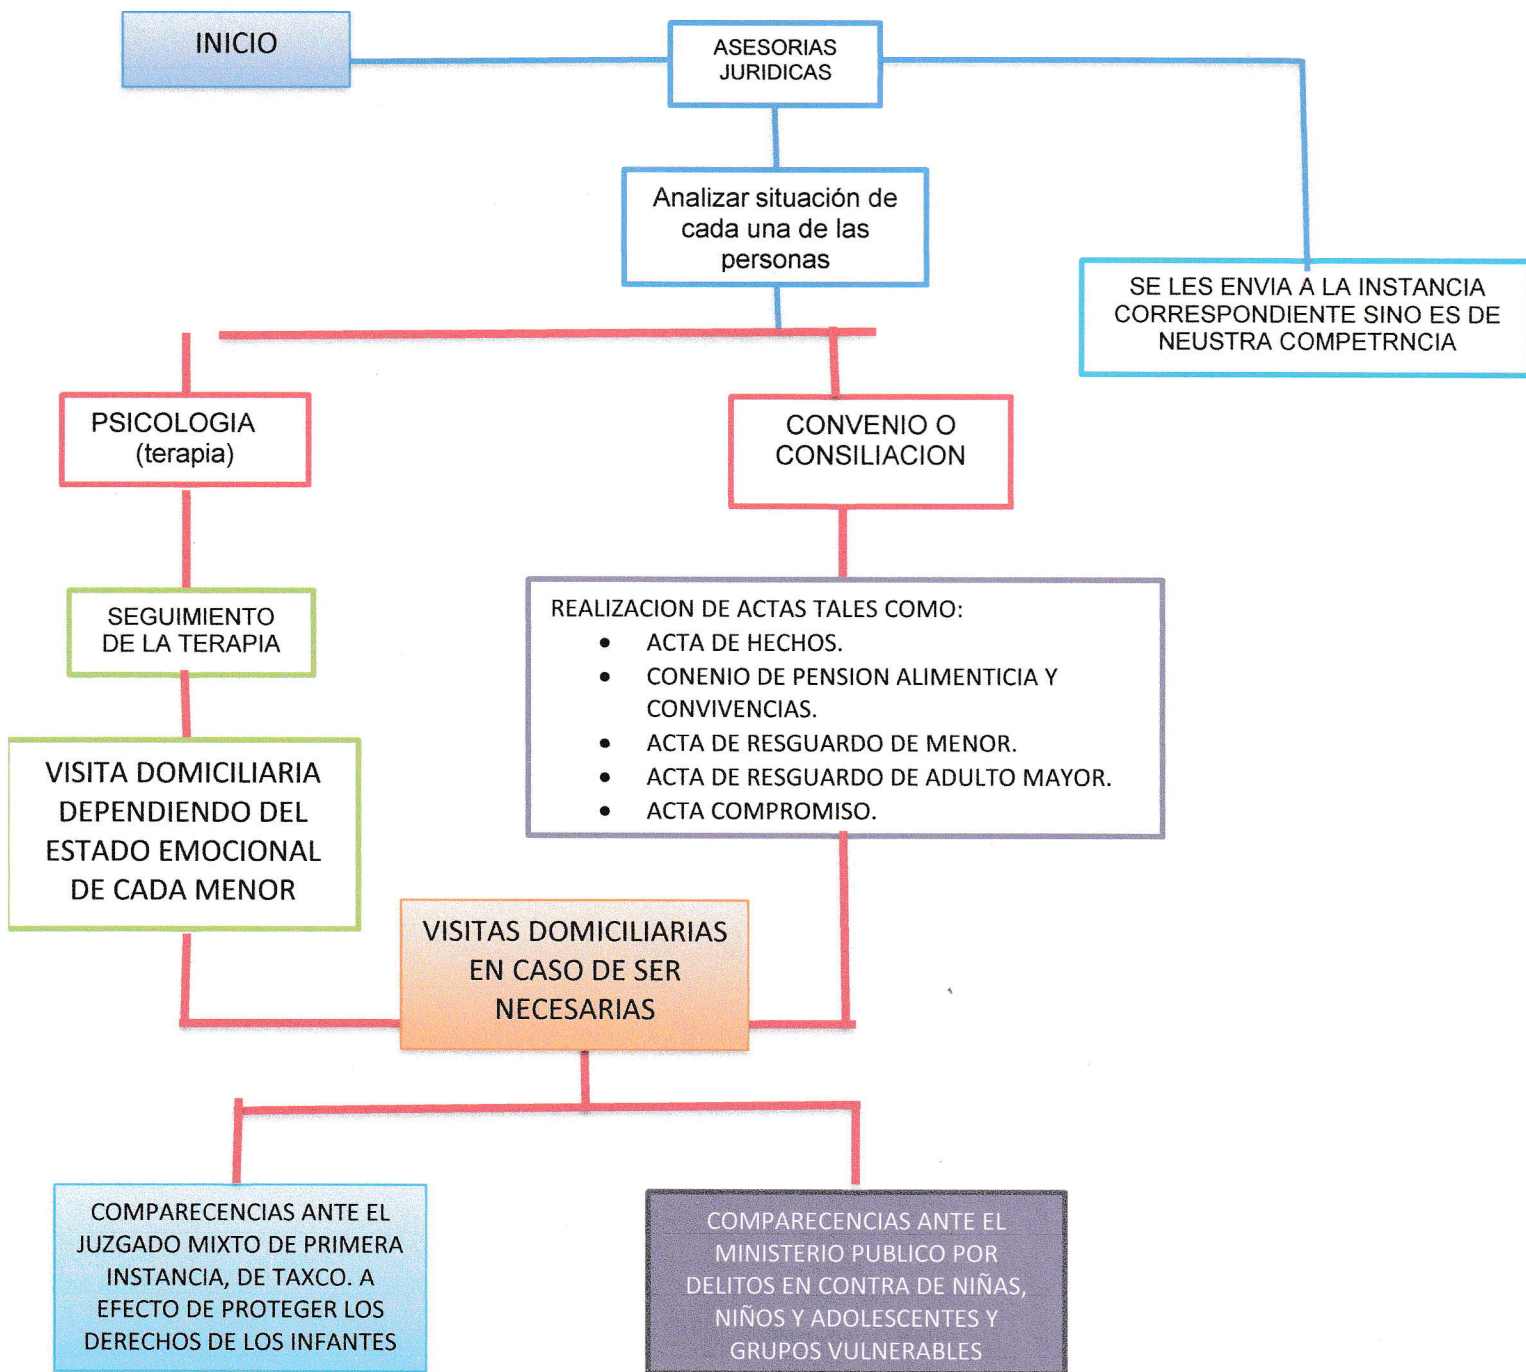 INICIO
ASESORIAS
JURIDICAS
Analizar situación de
cada una de las
personas
SE LES ENVIA A LA INSTANCIA
CORRESPONDIENTE SINO ES DE
NEUSTRA COMPETRNCIA
PSICOLOGIA
(terapia)
CONVENIO O
CONSILIACION
SEGUIMIENTO
DE LA TERAPIA
REALIZACION DE ACTAS TALES COMO:
• ACTA DE HECHOS.
• CONENIO DE PENSION ALIMENTICIA Y
CONVIVENCIAS.
• ACTA DE RESGUARDO DE MENOR.
• ACTA DE RESGUARDO DE ADULTO MAYOR.
• ACTA COMPROMISO.
VISITA DOMICILIARIA
DEPENDIENDO DEL
ESTADO EMOCIONAL
DE CADA MENOR
VISITAS DOMICILIARIAS
EN CASO DE SER
NECESARIAS
COMPARECENCIAS ANTE EL
JUZGADO MIXTO DE PRIMERA
INSTANCIA, DE TAXCO. A
EFECTO DE PROTEGER LOS
DERECHOS DE LOS INFANTES
COMPARECENCIAS ANTE EL
MINISTERIO PUBLICO POR
DELITOS EN CONTRA DE NIÑAS,
NIÑOS Y ADOLESCENTES Y
GRUPOS VULNERABLES